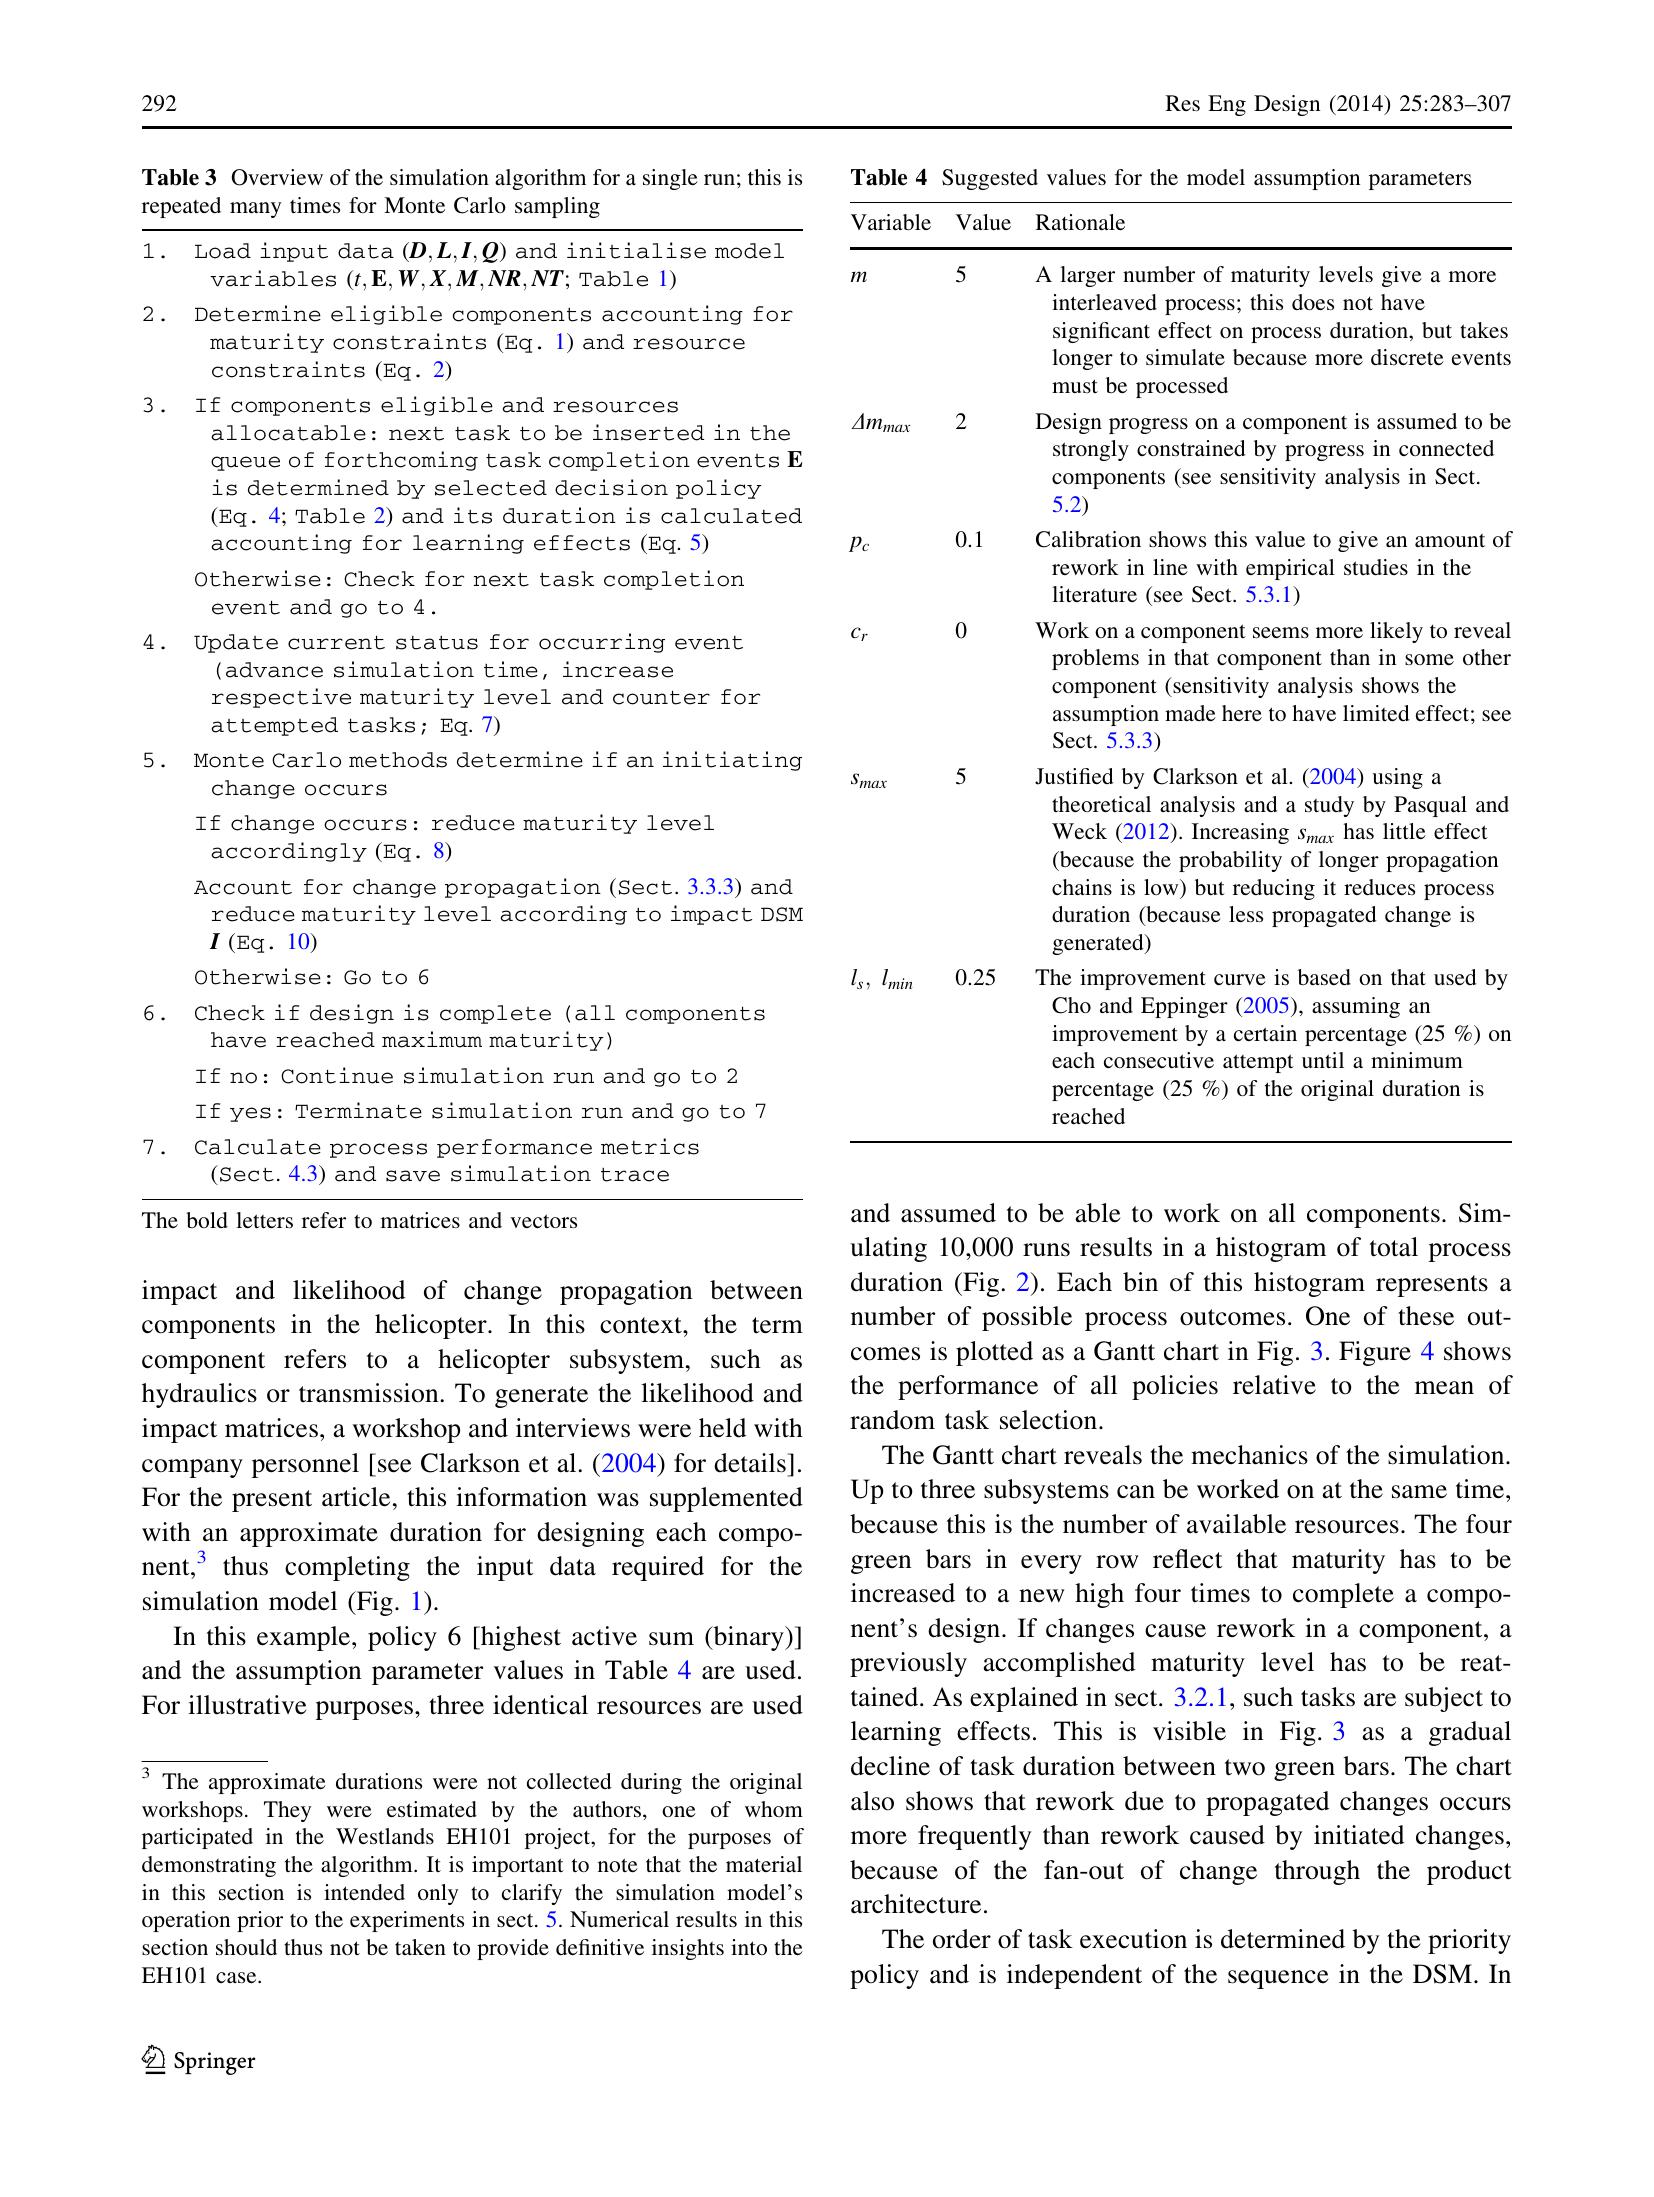 292
Res Eng Design (2014) 25:283–307
Table 3 Overview of the simulation algorithm for a single run; this is
repeated many times for Monte Carlo sampling
1. Load input data (D, L, I, Q) and initialise model
variables (t, E, W, X, M, NR, NT; Table 1)
2. Determine eligible components accounting for
maturity constraints (Eq. 1) and resource
constraints (Eq. 2)
3. If components eligible and resources
allocatable: next task to be inserted in the
queue of forthcoming task completion events E
is determined by selected decision policy
(Eq. 4; Table 2) and its duration is calculated
accounting for learning effects (Eq. 5)
Otherwise: Check for next task completion
event and go to 4.
4. Update current status for occurring event
(advance simulation time, increase
respective maturity level and counter for
attempted tasks; Eq. 7)
5. Monte Carlo methods determine if an initiating
change occurs
If change occurs: reduce maturity level
accordingly (Eq. 8)
Account for change propagation (Sect. 3.3.3) and
reduce maturity level according to impact DSM
I (Eq. 10)
Otherwise: Go to 6
6. Check if design is complete (all components
have reached maximum maturity)
If no: Continue simulation run and go to 2
If yes: Terminate simulation run and go to 7
7. Calculate process performance metrics
(Sect. 4.3) and save simulation trace
The bold letters refer to matrices and vectors
impact and likelihood of change propagation between
components in the helicopter. In this context, the term
component refers to a helicopter subsystem, such as
hydraulics or transmission. To generate the likelihood and
impact matrices, a workshop and interviews were held with
company personnel [see Clarkson et al. (2004) for details].
For the present article, this information was supplemented
with an approximate duration for designing each compo-
nent,3 thus completing the input data required for the
simulation model (Fig. 1).
In this example, policy 6 [highest active sum (binary)]
and the assumption parameter values in Table 4 are used.
For illustrative purposes, three identical resources are used
3 The approximate durations were not collected during the original
workshops. They were estimated by the authors, one of whom
participated in the Westlands EH101 project, for the purposes of
demonstrating the algorithm. It is important to note that the material
in this section is intended only to clarify the simulation model's
operation prior to the experiments in sect. 5. Numerical results in this
section should thus not be taken to provide definitive insights into the
EH101 case.
Table 4 Suggested values for the model assumption parameters
Variable Value Rationale
m 5 A larger number of maturity levels give a more
interleaved process; this does not have
significant effect on process duration, but takes
longer to simulate because more discrete events
must be processed
Δmmax 2 Design progress on a component is assumed to be
strongly constrained by progress in connected
components (see sensitivity analysis in Sect.
5.2)
pc 0.1 Calibration shows this value to give an amount of
rework in line with empirical studies in the
literature (see Sect. 5.3.1)
cr 0 Work on a component seems more likely to reveal
problems in that component than in some other
component (sensitivity analysis shows the
assumption made here to have limited effect; see
Sect. 5.3.3)
smax 5 Justified by Clarkson et al. (2004) using a
theoretical analysis and a study by Pasqual and
Weck (2012). Increasing smax has little effect
(because the probability of longer propagation
chains is low) but reducing it reduces process
duration (because less propagated change is
generated)
ls, lmin 0.25 The improvement curve is based on that used by
Cho and Eppinger (2005), assuming an
improvement by a certain percentage (25 %) on
each consecutive attempt until a minimum
percentage (25 %) of the original duration is
reached
and assumed to be able to work on all components. Sim-
ulating 10,000 runs results in a histogram of total process
duration (Fig. 2). Each bin of this histogram represents a
number of possible process outcomes. One of these out-
comes is plotted as a Gantt chart in Fig. 3. Figure 4 shows
the performance of all policies relative to the mean of
random task selection.
The Gantt chart reveals the mechanics of the simulation.
Up to three subsystems can be worked on at the same time,
because this is the number of available resources. The four
green bars in every row reflect that maturity has to be
increased to a new high four times to complete a compo-
nent's design. If changes cause rework in a component, a
previously accomplished maturity level has to be reat-
tained. As explained in sect. 3.2.1, such tasks are subject to
learning effects. This is visible in Fig. 3 as a gradual
decline of task duration between two green bars. The chart
also shows that rework due to propagated changes occurs
more frequently than rework caused by initiated changes,
because of the fan-out of change through the product
architecture.
The order of task execution is determined by the priority
policy and is independent of the sequence in the DSM. In
Springer